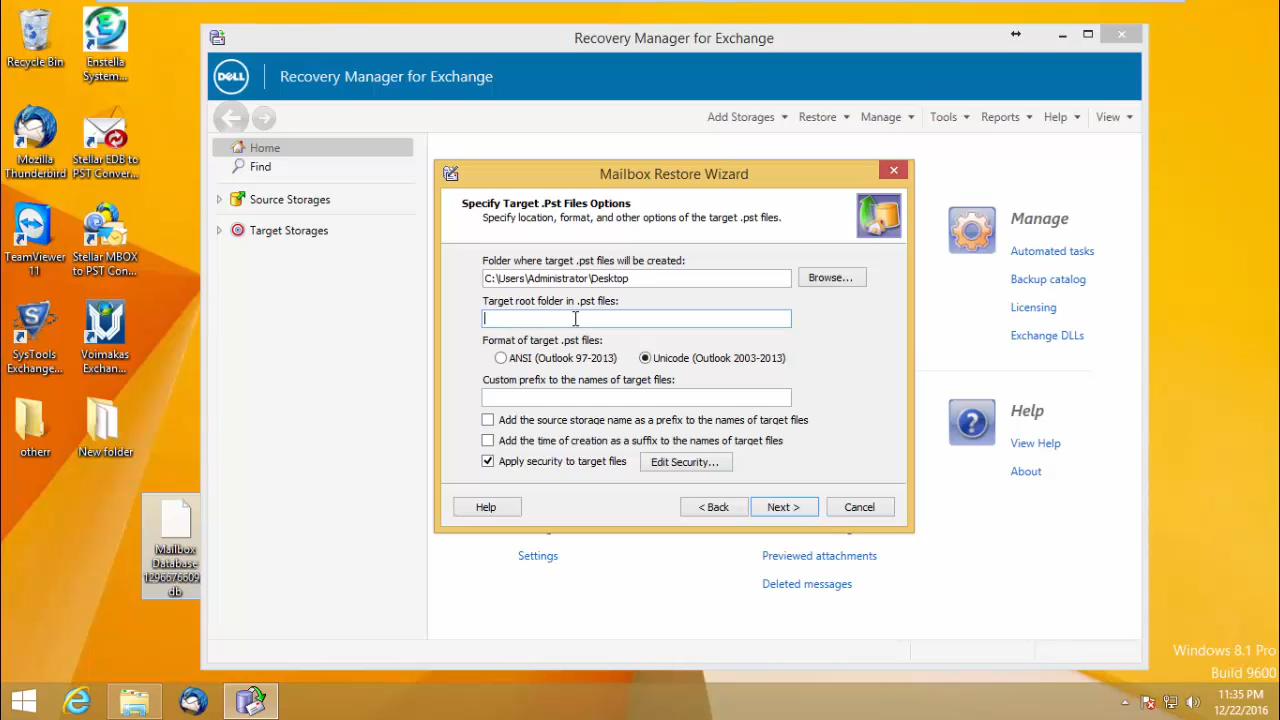 Recycle Bin
Enstella
System...
Mozilla
Thunderbird
Stellar EDB to
PST Conver...
TeamViewer
11
Stellar MBOX
to PST Con...
SysTools
Exchange...
Voimakas
Exchan...
otherr
New folder
Mailbox
Database
1296676609
db
Recovery Manager for Exchange
DELL
Recovery Manager for Exchange
Add Storages
Restore
Manage
Tools
Reports
Help
View
Home
Find
Source Storages
Target Storages
Mailbox Restore Wizard
Specify Target .Pst Files Options
Specify location, format, and other options of the target .pst files.
Folder where target .pst files will be created:
C:\Users\Administrator\Desktop
Browse...
Target root folder in .pst files:
Format of target .pst files:
ANSI (Outlook 97-2013)
Unicode (Outlook 2003-2013)
Custom prefix to the names of target files:
Add the source storage name as a prefix to the names of target files
Add the time of creation as a suffix to the names of target files
Apply security to target files
Edit Security...
Help
< Back
Next >
Cancel
Manage
Automated tasks
Backup catalog
Licensing
Exchange DLLs
Help
View Help
About
Settings
Previewed attachments
Deleted messages
Windows 8.1 Pro
Build 9600
11:35 PM
12/22/2016